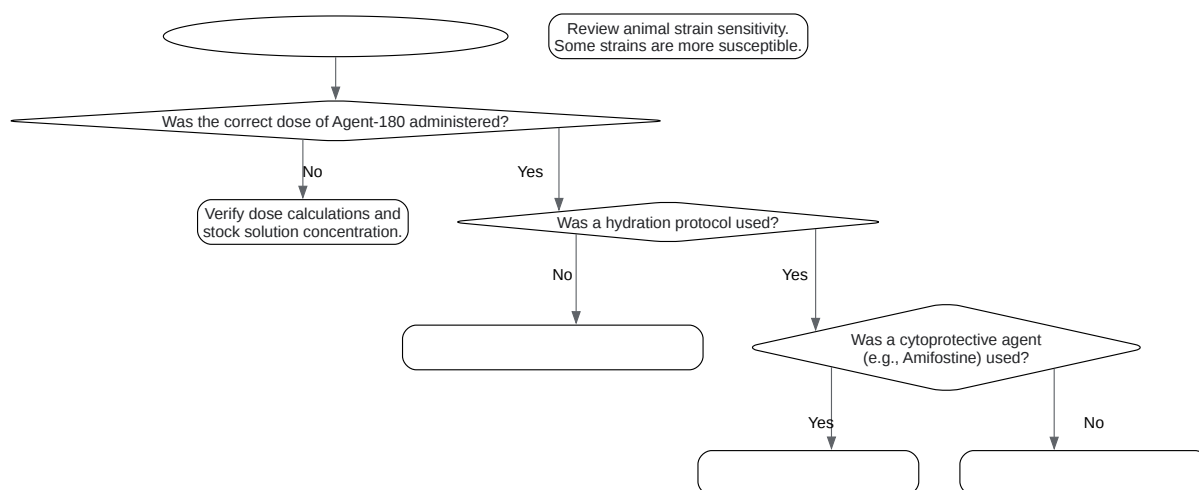 Review animal strain sensitivity.
Some strains are more susceptible.
Was the correct dose of Agent-180 administered?
No
Yes
Verify dose calculations and
stock solution concentration.
Was a hydration protocol used?
No
Yes
Was a cytoprotective agent
(e.g., Amifostine) used?
Yes
No